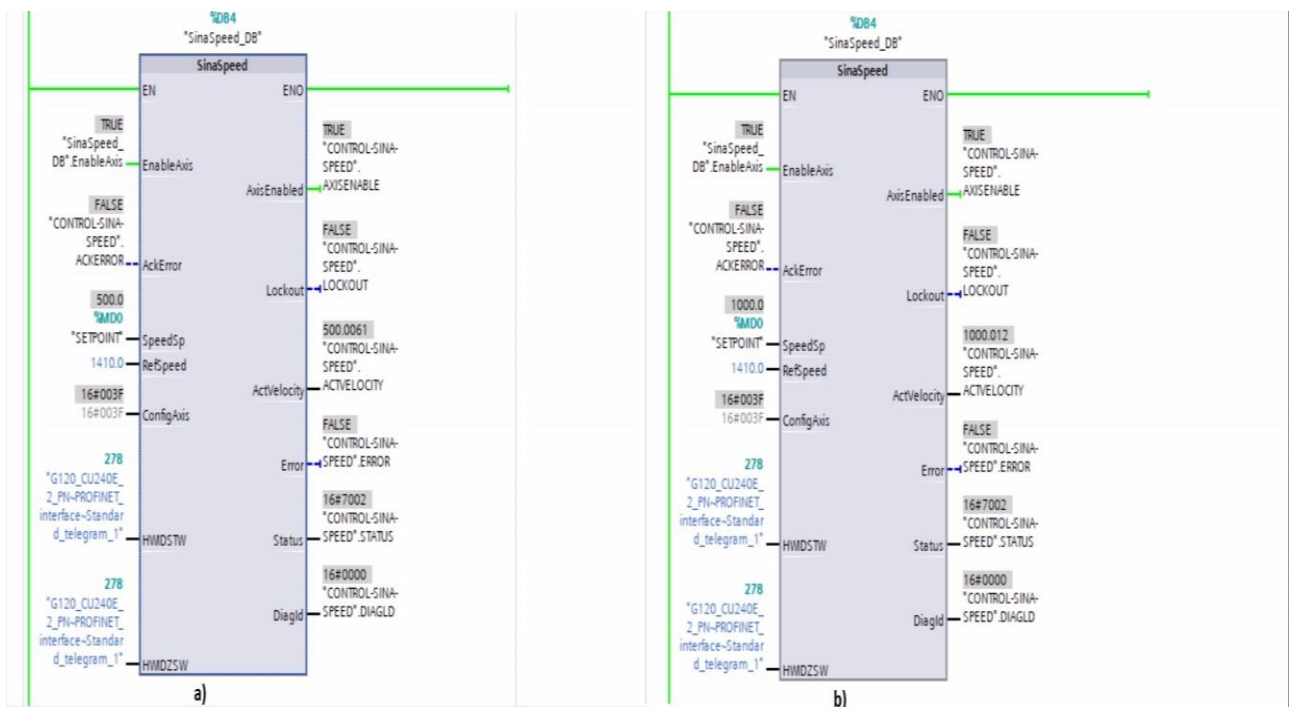 %DB4
"SinaSpeed_DB"
SinaSpeed
EN
ENO
TRUE
"SinaSpeed_
DB".EnableAxis
EnableAxis
TRUE
"CONTROL-SINA-
SPEED".
AXISENABLE
AxisEnabled
FALSE
"CONTROL-SINA-
SPEED".
ACKERROR
AckError
FALSE
"CONTROL-SINA-
SPEED".
LOCKOUT
Lockout
500.0
%MD0
"SETPOINT"
SpeedSp
1410.0
RefSpeed
500.0061
"CONTROL-SINA-
SPEED".
ACTVELOCITY
ActVelocity
16#003F
16#003F
ConfigAxis
FALSE
"CONTROL-SINA-
SPEED".ERROR
Error
278
"G120_CU240E_
2_PN~PROFINET_
interface~Standar
d_telegram_1"
HWIDSTW
16#7002
"CONTROL-SINA-
SPEED".STATUS
Status
278
"G120_CU240E_
2_PN~PROFINET_
interface~Standar
d_telegram_1"
HWIDZSW
16#0000
"CONTROL-SINA-
SPEED".DIAGLD
DiagId
a)
%DB4
"SinaSpeed_DB"
SinaSpeed
EN
ENO
TRUE
"SinaSpeed_
DB".EnableAxis
EnableAxis
TRUE
"CONTROL-SINA-
SPEED".
AXISENABLE
AxisEnabled
FALSE
"CONTROL-SINA-
SPEED".
ACKERROR
AckError
FALSE
"CONTROL-SINA-
SPEED".
LOCKOUT
Lockout
1000.0
%MD0
"SETPOINT"
SpeedSp
1410.0
RefSpeed
1000.012
"CONTROL-SINA-
SPEED".
ACTVELOCITY
ActVelocity
16#003F
16#003F
ConfigAxis
FALSE
"CONTROL-SINA-
SPEED".ERROR
Error
278
"G120_CU240E_
2_PN~PROFINET_
interface~Standar
d_telegram_1"
HWIDSTW
16#7002
"CONTROL-SINA-
SPEED".STATUS
Status
278
"G120_CU240E_
2_PN~PROFINET_
interface~Standar
d_telegram_1"
HWIDZSW
16#0000
"CONTROL-SINA-
SPEED".DIAGLD
DiagId
b)